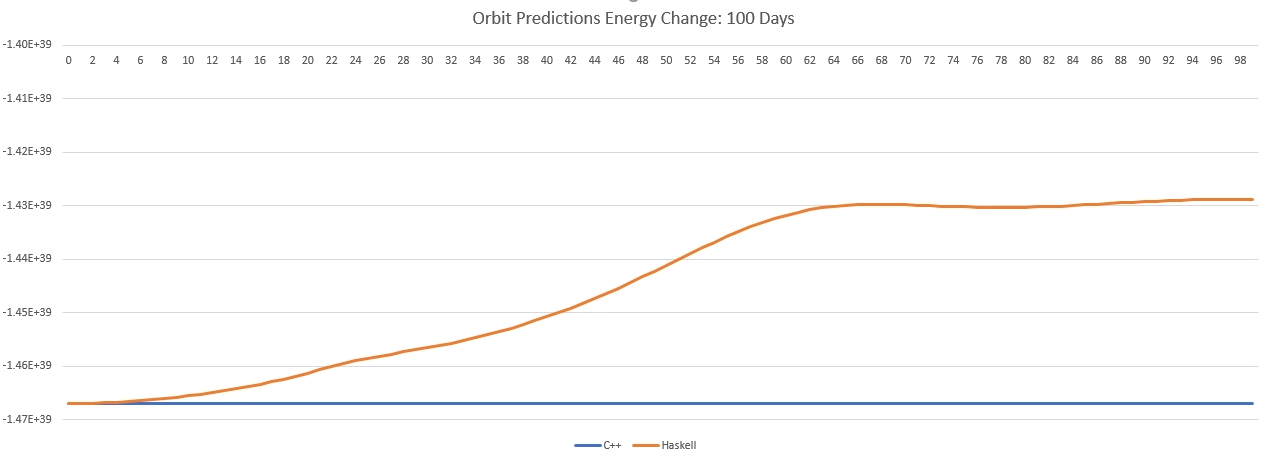 Orbit Predictions Energy Change: 100 Days
-1.40E+39
0 2 4 6 8 10 12 14 16 18 20 22 24 26 28 30 32 34 36 38 40 42 44 46 48 50 52 54 56 58 60 62 64 66 68 70 72 74 76 78 80 82 84 86 88 90 92 94 96 98
-1.41E+39
-1.42E+39
-1.43E+39
-1.44E+39
-1.45E+39
-1.46E+39
-1.47E+39
C++ Haskell